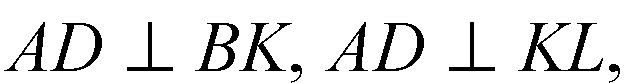 AD ⊥ BK, AD ⊥ KL,